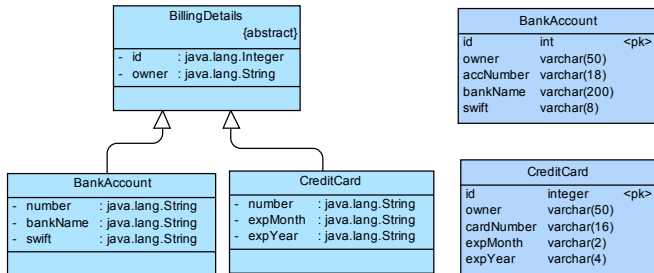 BillingDetails
{abstract}
- id : java.lang.Integer
- owner : java.lang.String
BankAccount
- number : java.lang.String
- bankName : java.lang.String
- swift : java.lang.String
CreditCard
- number : java.lang.String
- expMonth : java.lang.String
- expYear : java.lang.String
BankAccount
id int <pk>
owner varchar(50)
accNumber varchar(18)
bankName varchar(200)
swift varchar(8)
CreditCard
id integer <pk>
owner varchar(50)
cardNumber varchar(16)
expMonth varchar(2)
expYear varchar(4)